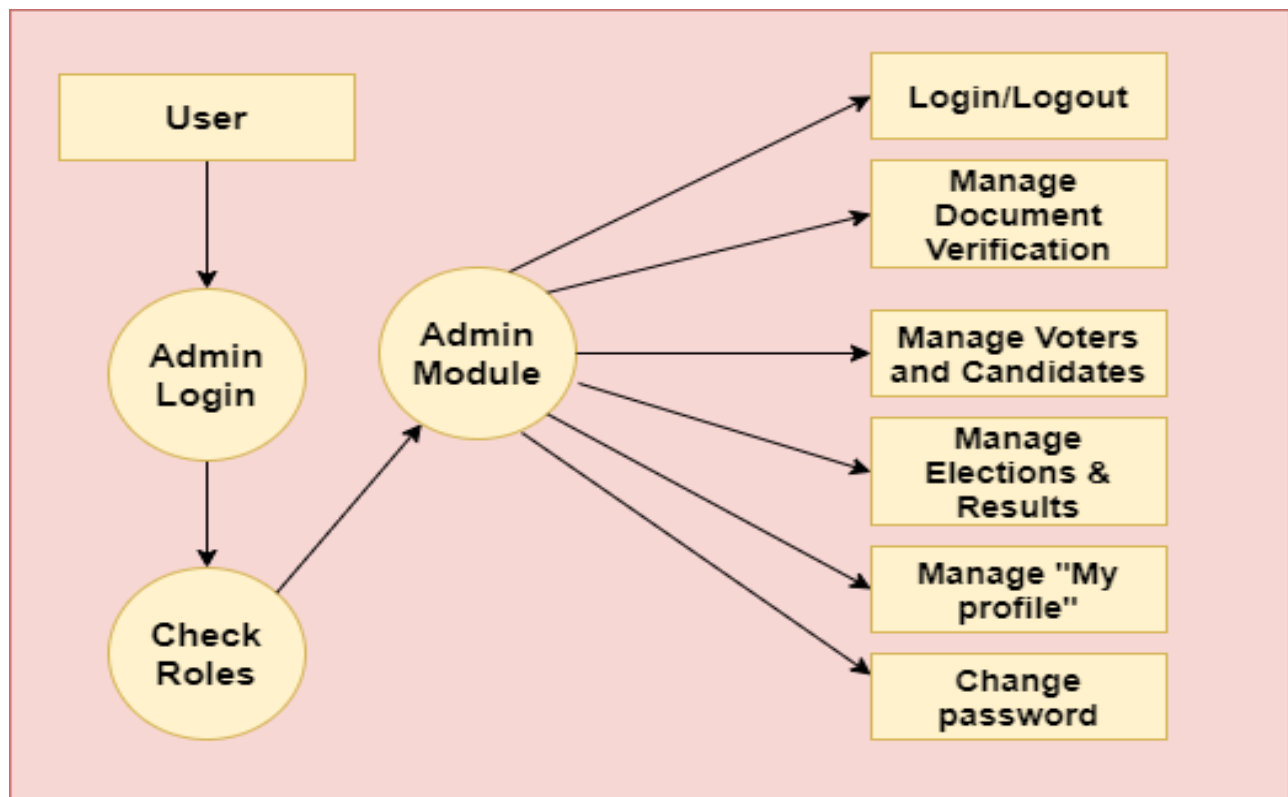 User
Admin
Login
Check
Roles
Admin
Module
Login/Logout
Manage
Document
Verification
Manage Voters
and Candidates
Manage
Elections &
Results
Manage "My
profile"
Change
password